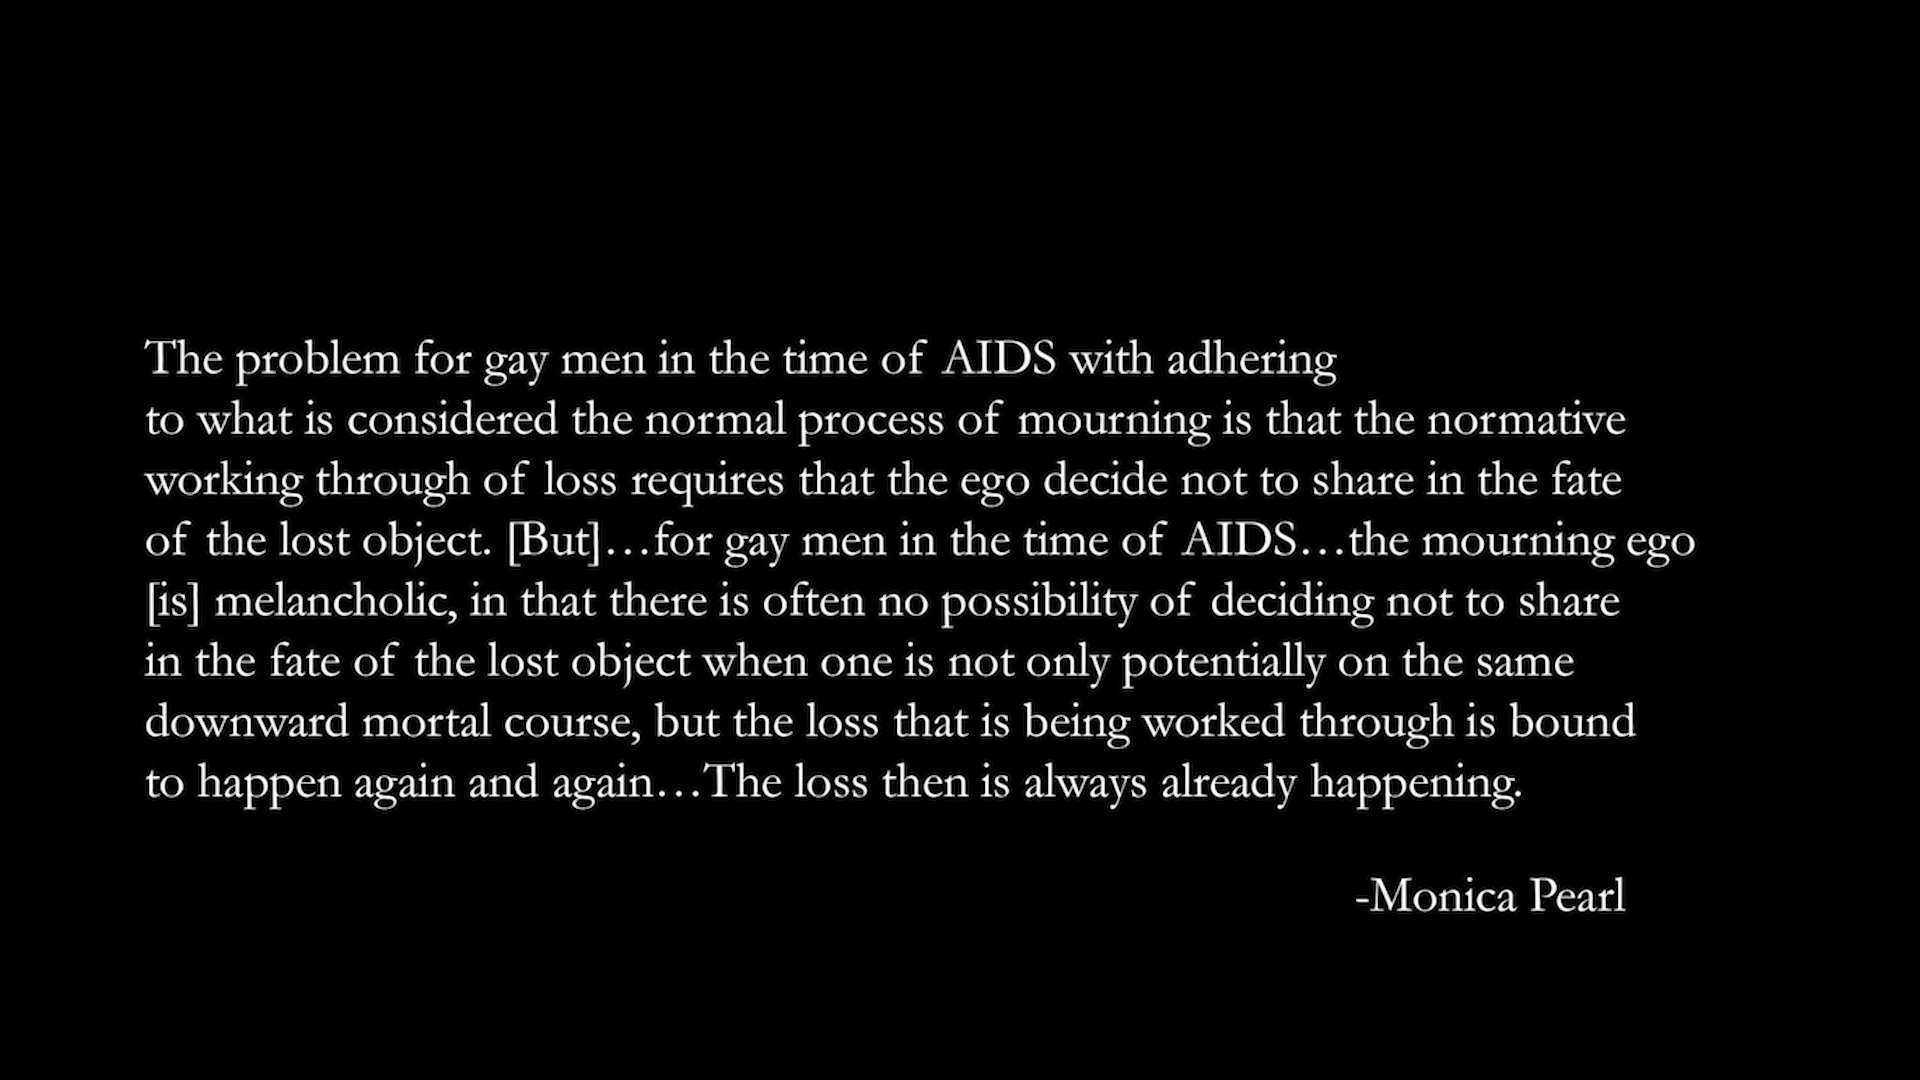 The problem for gay men in the time of AIDS with adhering
to what is considered the normal process of mourning is that the normative
working through of loss requires that the ego decide not to share in the fate
of the lost object. [But]…for gay men in the time of AIDS…the mourning ego
[is] melancholic, in that there is often no possibility of deciding not to share
in the fate of the lost object when one is not only potentially on the same
downward mortal course, but the loss that is being worked through is bound
to happen again and again…The loss then is always already happening.
-Monica Pearl